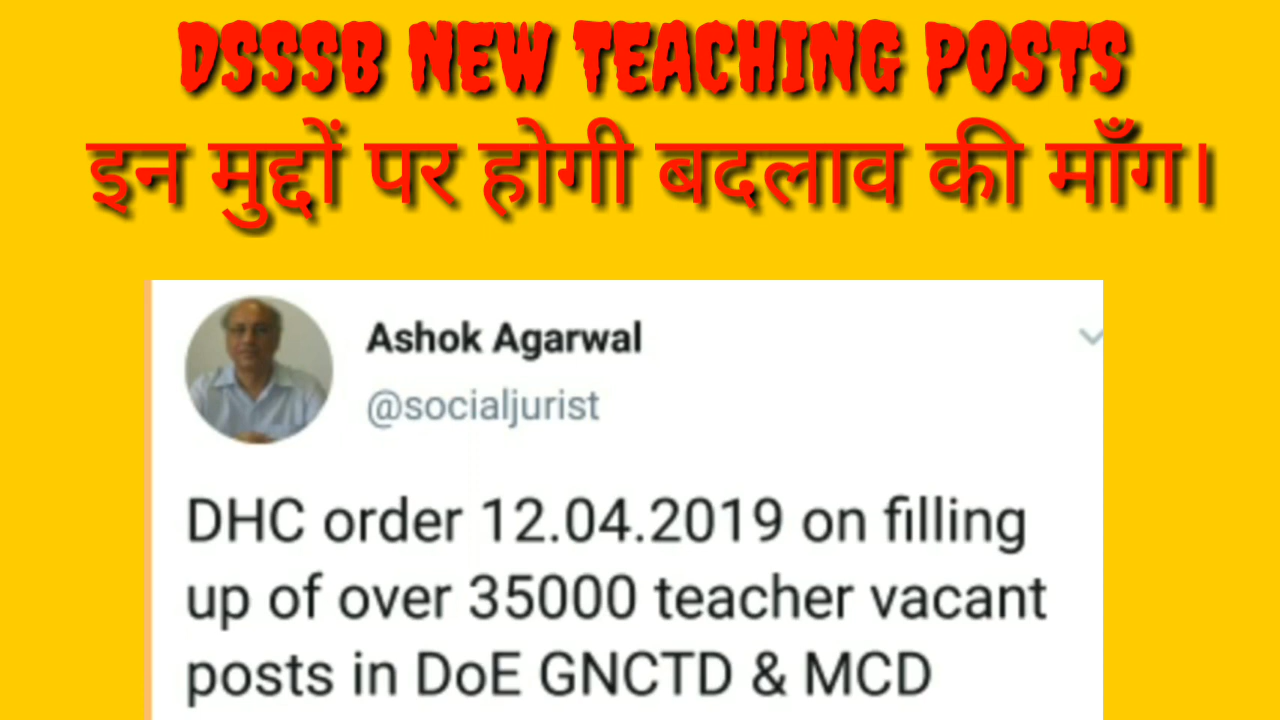 DSSSB NEW TEACHING POSTS
इन मुद्दों पर होगी बदलाव की माँग।
Ashok Agarwal
@socialjurist
DHC order 12.04.2019 on filling
up of over 35000 teacher vacant
posts in DoE GNCTD & MCD